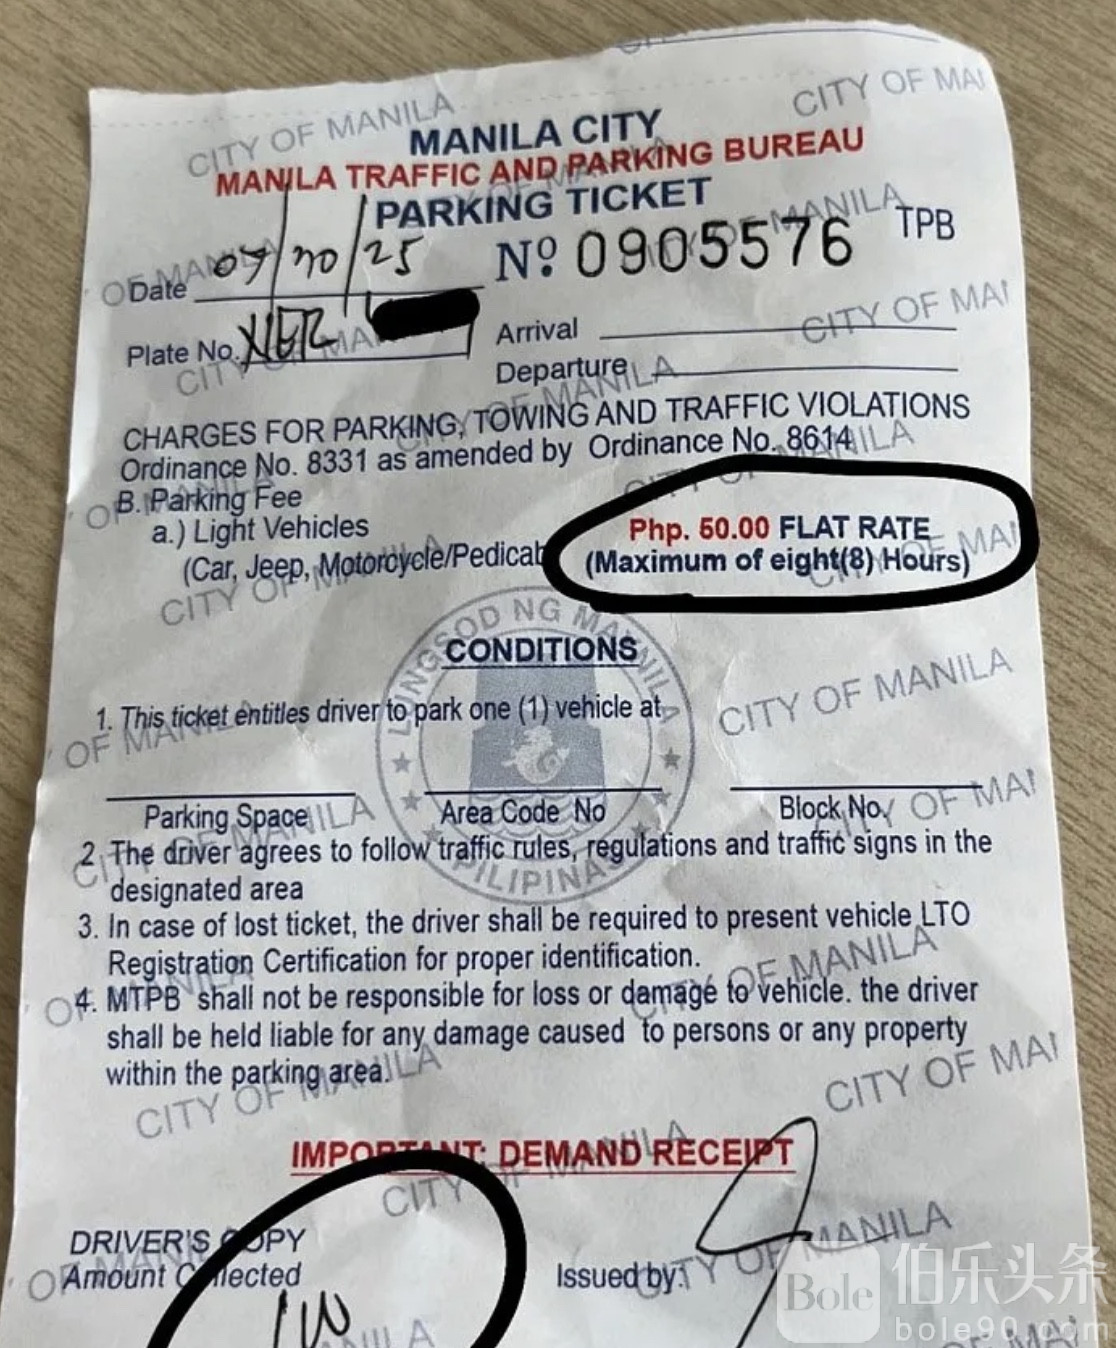 MANILA CITY
MANILA TRAFFIC AND PARKING BUREAU
PARKING TICKET
Date 07/30/25 Nº 0905576 TPB
Plate No. NER Arrival
Departure
CHARGES FOR PARKING, TOWING AND TRAFFIC VIOLATIONS
Ordinance No. 8331 as amended by Ordinance No. 8614
B. Parking Fee
a.) Light Vehicles Php. 50.00 FLAT RATE
(Car, Jeep, Motorcycle/Pedicab (Maximum of eight(8) Hours)
LUNGSOD NG MAYNILA
PILIPINAS
CONDITIONS
1. This ticket entitles driver to park one (1) vehicle at
Parking Space Area Code No Block No.
2. The driver agrees to follow traffic rules, regulations and traffic signs in the
designated area
3. In case of lost ticket, the driver shall be required to present vehicle LTO
Registration Certification for proper identification.
4. MTPB shall not be responsible for loss or damage to vehicle. the driver
shall be held liable for any damage caused to persons or any property
within the parking area.
IMPORTANT: DEMAND RECEIPT
DRIVER'S COPY
Amount Collected Issued by:
CITY OF MANILA
Bole 伯乐头条
bole90.com